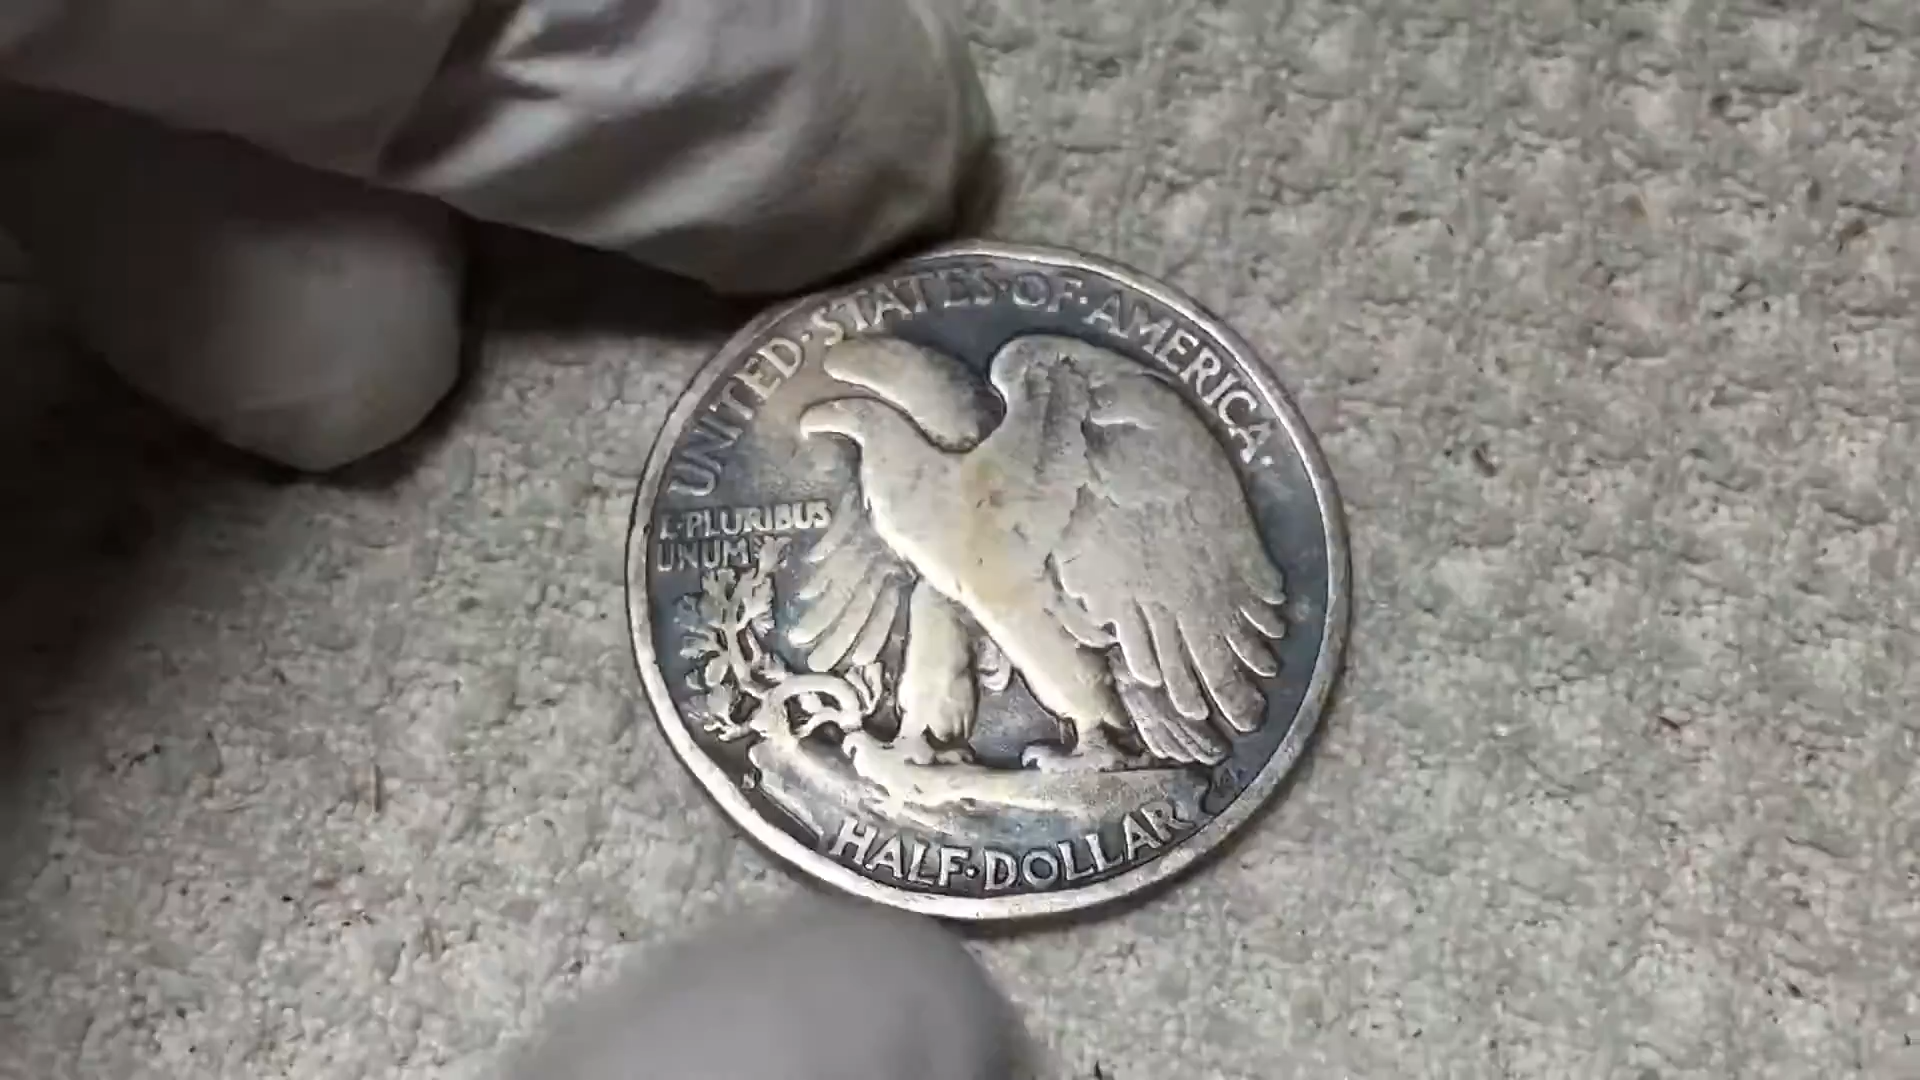 UNITED·STATES·OF·AMERICA·
E·PLURIBUS
UNUM
S
HALF·DOLLAR